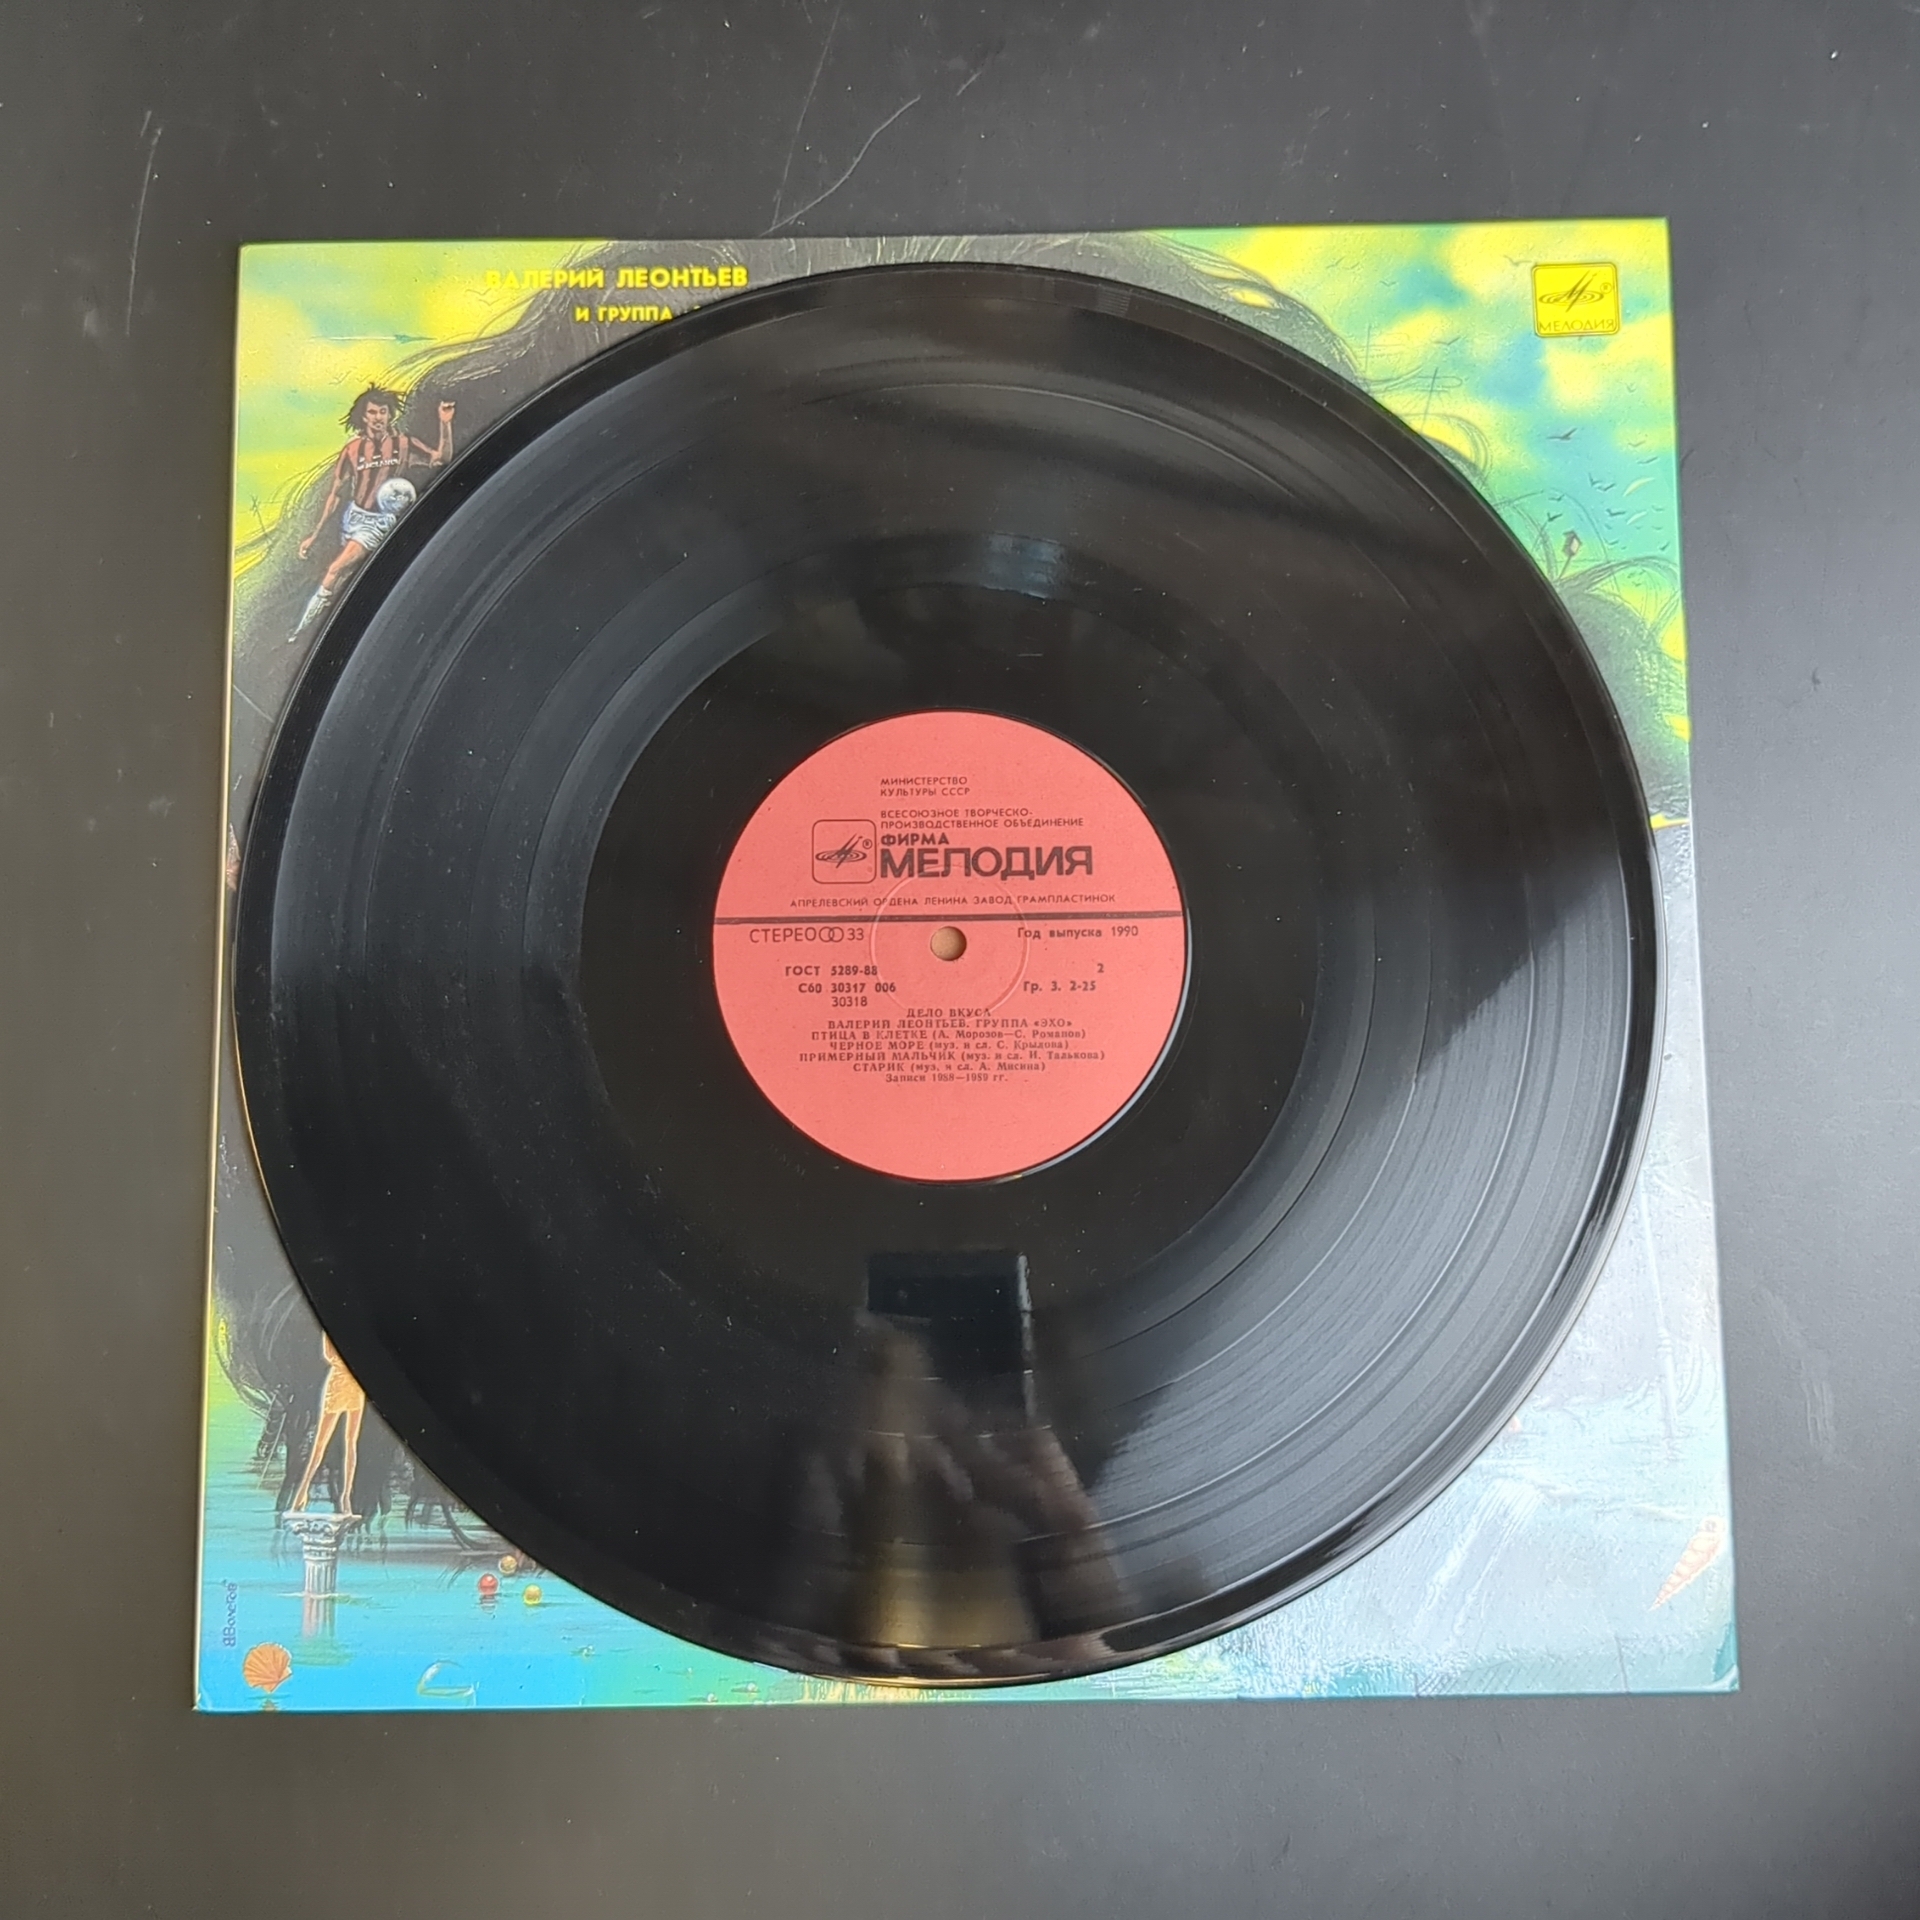 ВАЛЕРИЙ ЛЕОНТЬЕВ
И ГРУППА
МЕЛОДИЯ
МИНИСТЕРСТВО
КУЛЬТУРЫ СССР
ВСЕСОЮЗНОЕ ТВОРЧЕСКО-
ПРОИЗВОДСТВЕННОЕ ОБЪЕДИНЕНИЕ
ФИРМА
МЕЛОДИЯ
АПРЕЛЕВСКИЙ ОРДЕНА ЛЕНИНА ЗАВОД ГРАМПЛАСТИНОК
СТЕРЕО 33 Год выпуска 1990
ГОСТ 5289-88 2
С60 30317 006 Гр. 3. 2-25
30318
ДЕЛО ВКУСА
ВАЛЕРИЙ ЛЕОНТЬЕВ, ГРУППА «ЭХО»
ПТИЦА В КЛЕТКЕ (А. Морозов—С. Романов)
ЧЕРНОЕ МОРЕ (муз. и сл. С. Крылова)
ПРИМЕРНЫЙ МАЛЬЧИК (муз. и сл. И. Талькова)
СТАРИК (муз. и сл. А. Мисина)
Записи 1988—1989 гг.